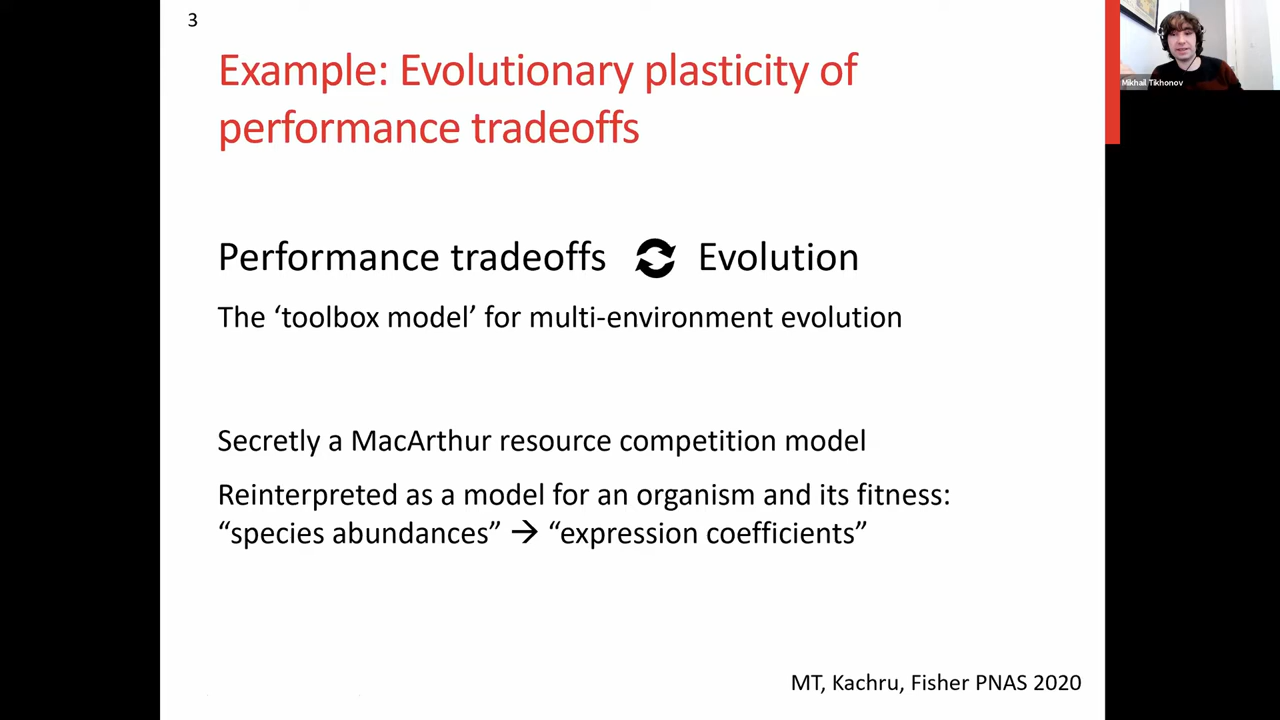 3
Example: Evolutionary plasticity of
performance tradeoffs
Performance tradeoffs Evolution
The ‘toolbox model’ for multi-environment evolution
Secretly a MacArthur resource competition model
Reinterpreted as a model for an organism and its fitness:
“species abundances” → “expression coefficients”
MT, Kachru, Fisher PNAS 2020
Mikhail Tikhonov